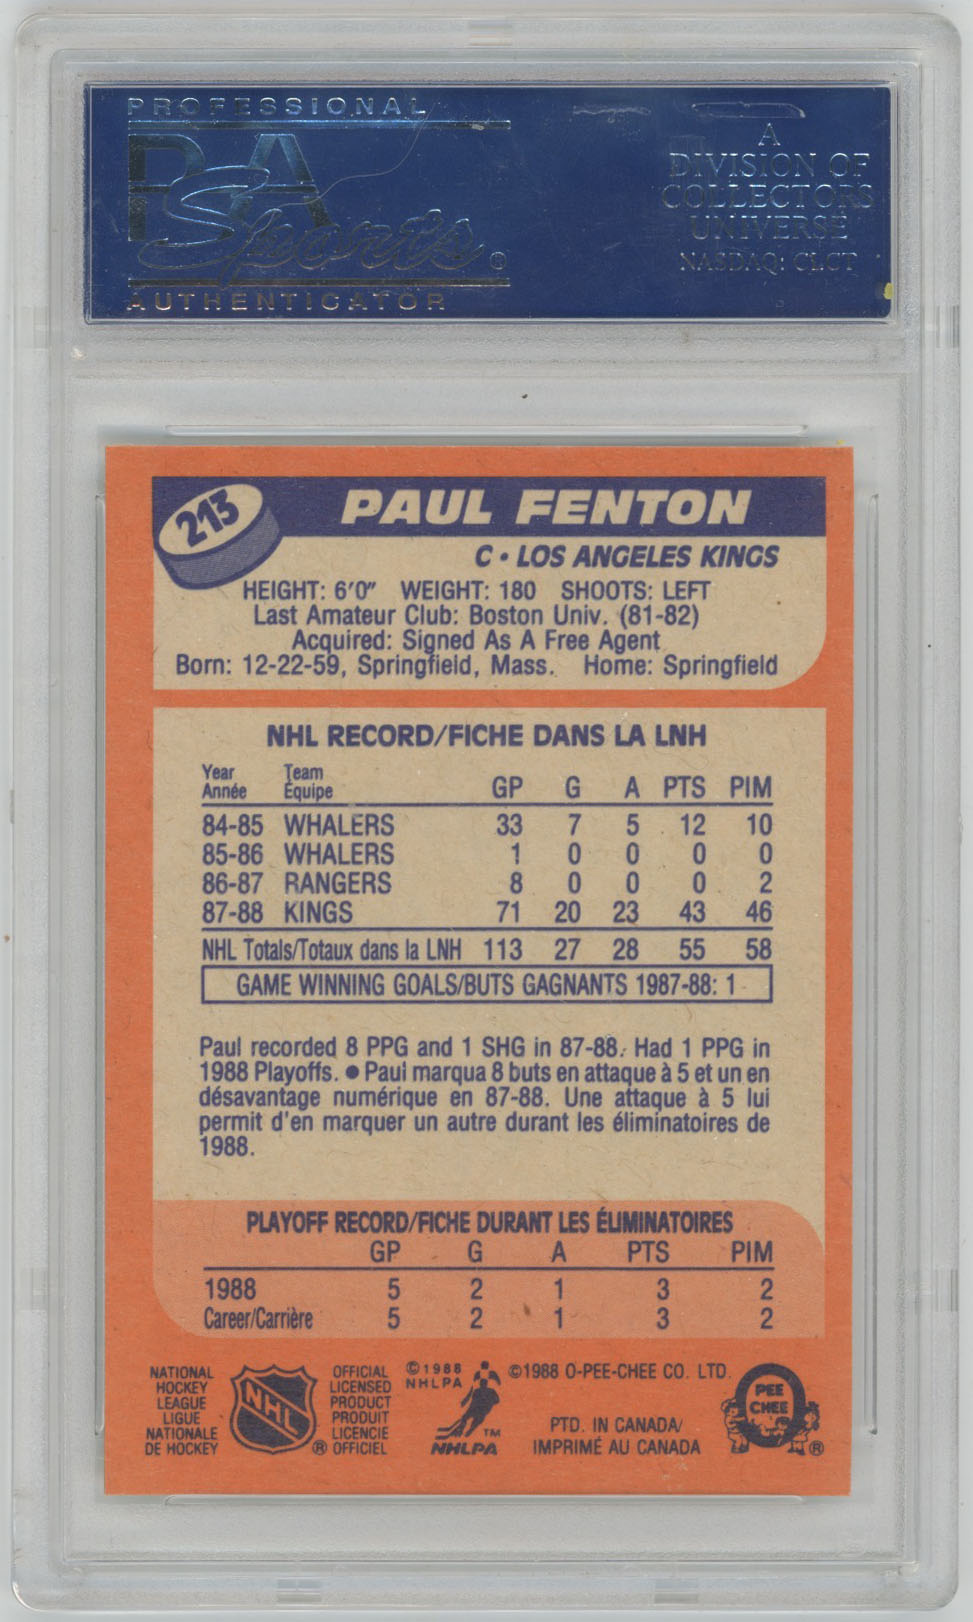 PROFESSIONAL
PSA
Sports®
AUTHENTICATOR
A
DIVISION OF
COLLECTORS
UNIVERSE
NASDAQ: CLCT
213
PAUL FENTON
C • LOS ANGELES KINGS
HEIGHT: 6'0" WEIGHT: 180 SHOOTS: LEFT
Last Amateur Club: Boston Univ. (81-82)
Acquired: Signed As A Free Agent
Born: 12-22-59, Springfield, Mass. Home: Springfield
NHL RECORD/FICHE DANS LA LNH
Year Team
Année Équipe GP G A PTS PIM
84-85 WHALERS 33 7 5 12 10
85-86 WHALERS 1 0 0 0 0
86-87 RANGERS 8 0 0 0 2
87-88 KINGS 71 20 23 43 46
NHL Totals/Totaux dans la LNH 113 27 28 55 58
GAME WINNING GOALS/BUTS GAGNANTS 1987-88: 1
Paul recorded 8 PPG and 1 SHG in 87-88. Had 1 PPG in
1988 Playoffs. • Paul marqua 8 buts en attaque à 5 et un en
désavantage numérique en 87-88. Une attaque à 5 lui
permit d'en marquer un autre durant les éliminatoires de
1988.
PLAYOFF RECORD/FICHE DURANT LES ÉLIMINATOIRES
GP G A PTS PIM
1988 5 2 1 3 2
Career/Carrière 5 2 1 3 2
NATIONAL
HOCKEY
LEAGUE
LIGUE
NATIONALE
DE HOCKEY
NHL
®
OFFICIAL
LICENSED
PRODUCT
PRODUIT
LICENCIE
OFFICIEL
©1988
NHLPA
TM
NHLPA
©1988 O-PEE-CHEE CO. LTD.
PTD. IN CANADA/
IMPRIMÉ AU CANADA
PEE
CHEE
®